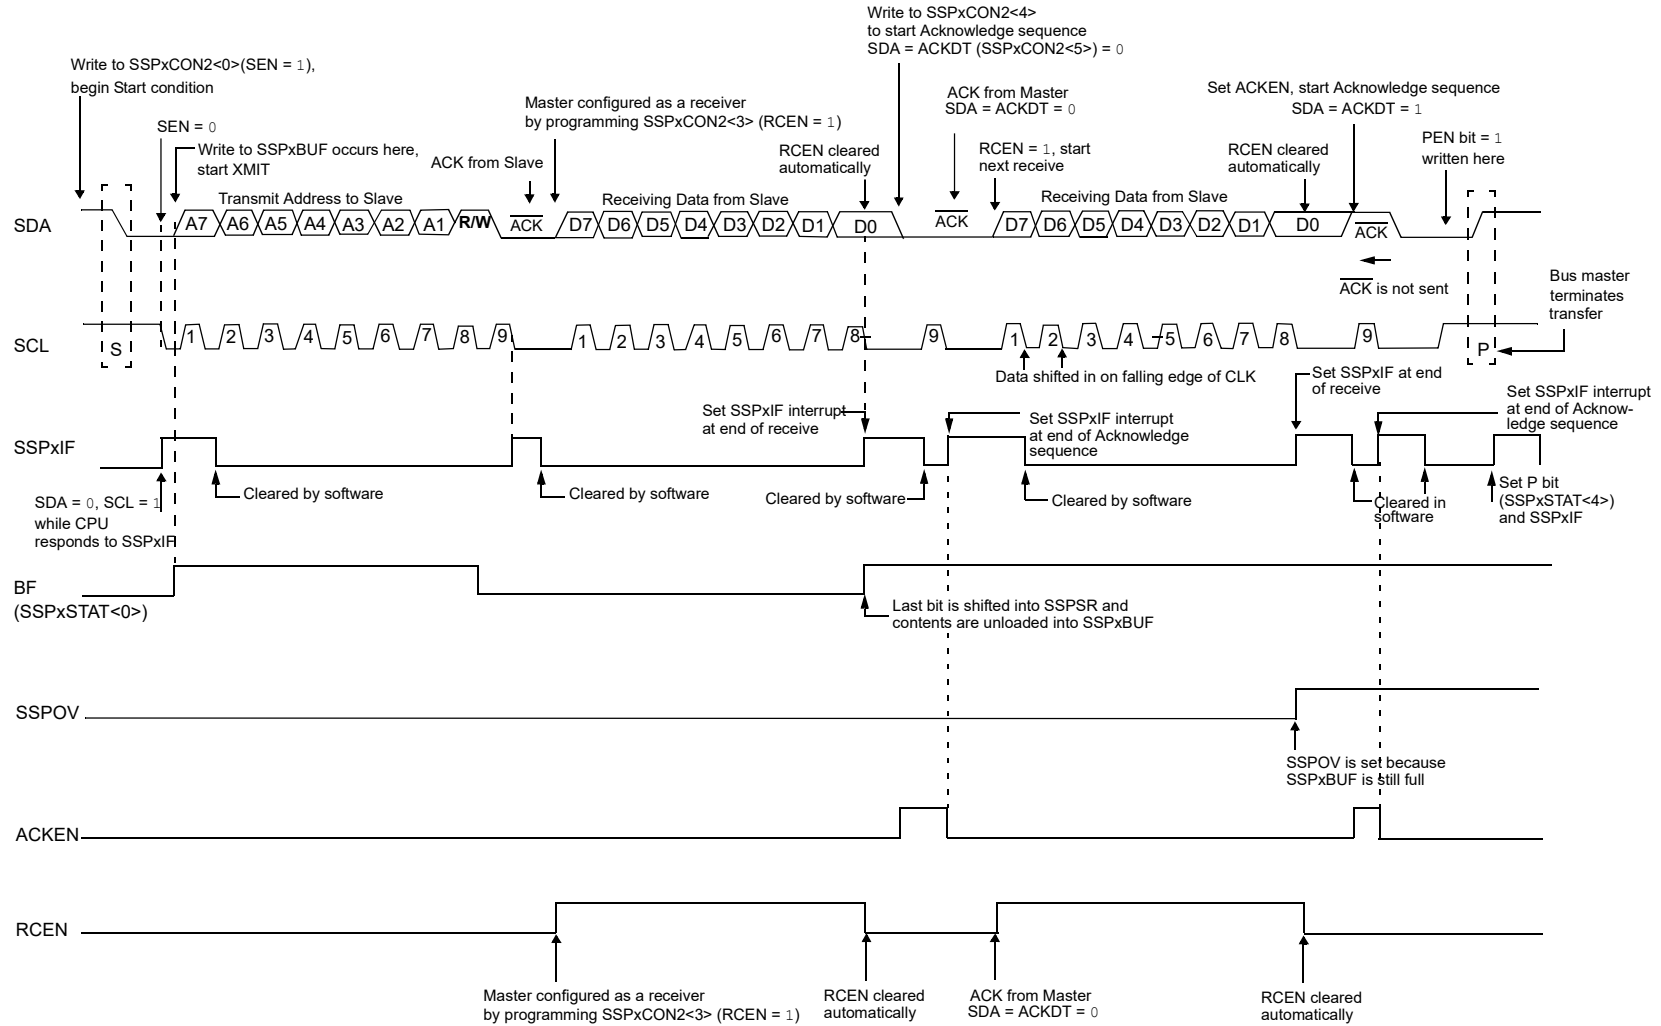 Write to SSPxCON2<4>
to start Acknowledge sequence
SDA = ACKDT (SSPxCON2<5>) = 0
Write to SSPxCON2<0>(SEN = 1),
begin Start condition
ACK from Master
SDA = ACKDT = 0
Set ACKEN, start Acknowledge sequence
SDA = ACKDT = 1
Master configured as a receiver
by programming SSPxCON2<3> (RCEN = 1)
SEN = 0
Write to SSPxBUF occurs here,
start XMIT
ACK from Slave
RCEN cleared
automatically
RCEN = 1, start
next receive
RCEN cleared
automatically
PEN bit = 1
written here
Transmit Address to Slave
Receiving Data from Slave
Receiving Data from Slave
SDA A7 A6 A5 A4 A3 A2 A1 R/W ACK D7 D6 D5 D4 D3 D2 D1 D0 ACK D7 D6 D5 D4 D3 D2 D1 D0 ACK
ACK is not sent
Bus master
terminates
transfer
SCL S 1 2 3 4 5 6 7 8 9 1 2 3 4 5 6 7 8 9 1 2 3 4 5 6 7 8 9 P
Data shifted in on falling edge of CLK
Set SSPxIF at end
of receive
Set SSPxIF interrupt
at end of receive
Set SSPxIF interrupt
at end of Acknowledge
sequence
Set SSPxIF interrupt
at end of Acknow-
ledge sequence
SSPxIF
SDA = 0, SCL = 1
while CPU
responds to SSPxIF
Cleared by software
Cleared by software
Cleared by software
Cleared by software
Cleared in
software
Set P bit
(SSPxSTAT<4>)
and SSPxIF
BF
(SSPxSTAT<0>)
Last bit is shifted into SSPSR and
contents are unloaded into SSPxBUF
SSPOV
SSPOV is set because
SSPxBUF is still full
ACKEN
RCEN
Master configured as a receiver
by programming SSPxCON2<3> (RCEN = 1)
RCEN cleared
automatically
ACK from Master
SDA = ACKDT = 0
RCEN cleared
automatically